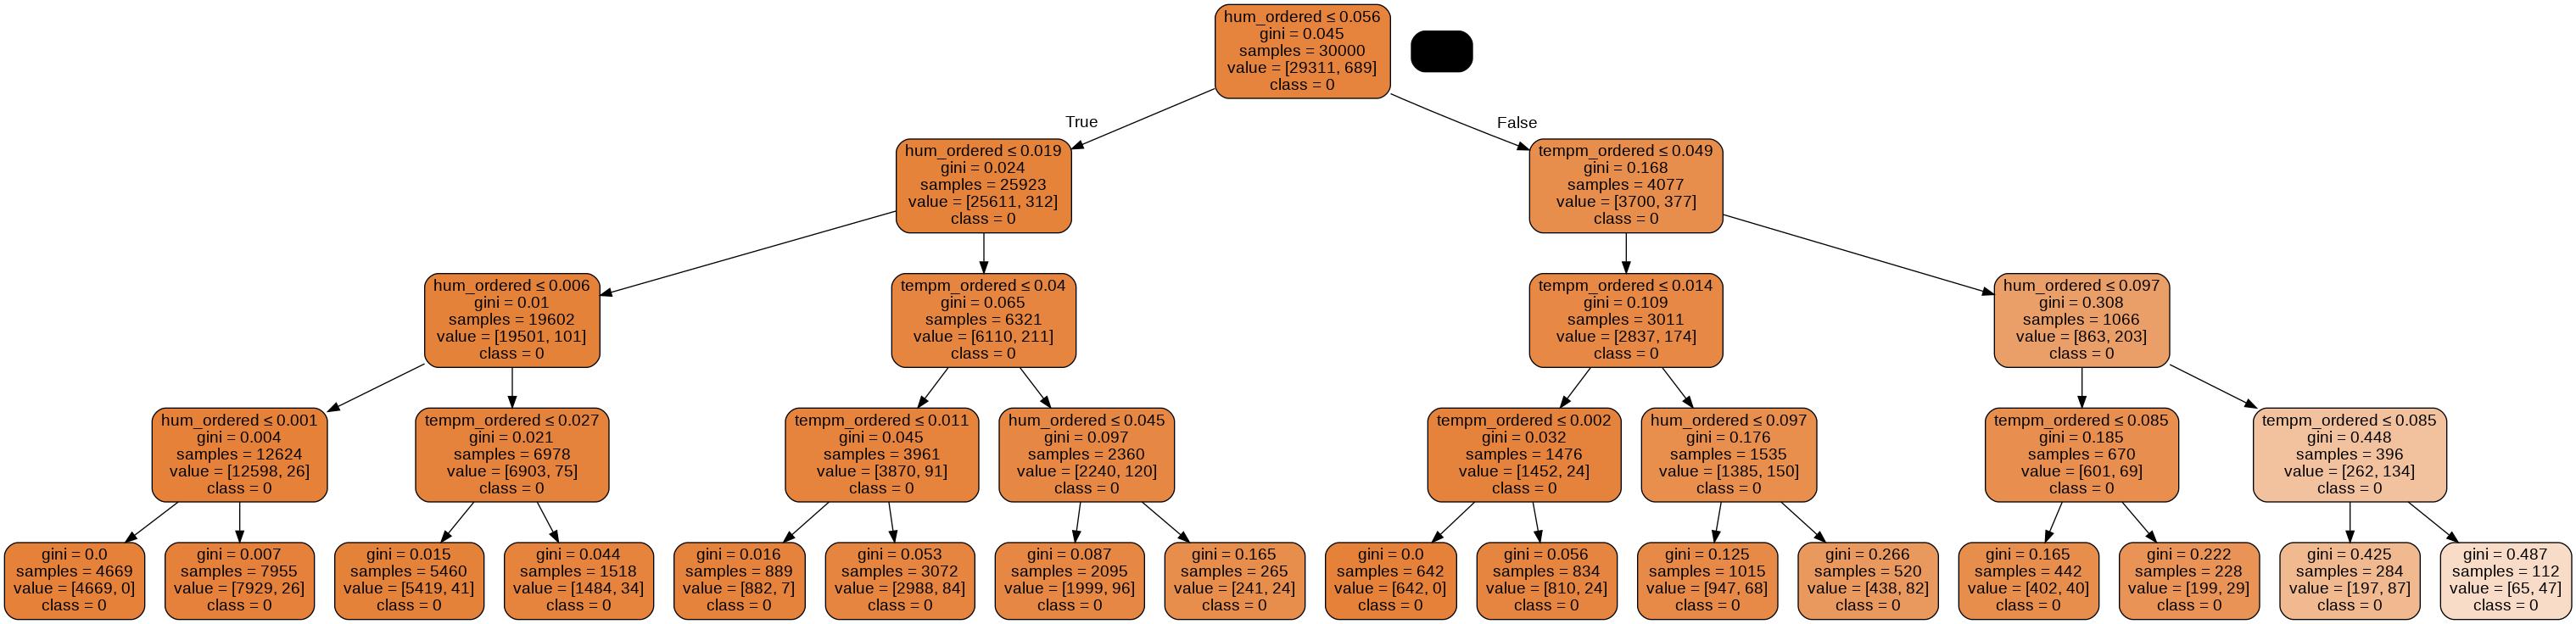 hum_ordered ≤ 0.056
gini = 0.045
samples = 30000
value = [29311, 689]
class = 0
True
False
hum_ordered ≤ 0.019
gini = 0.024
samples = 25923
value = [25611, 312]
class = 0
tempm_ordered ≤ 0.049
gini = 0.168
samples = 4077
value = [3700, 377]
class = 0
hum_ordered ≤ 0.006
gini = 0.01
samples = 19602
value = [19501, 101]
class = 0
tempm_ordered ≤ 0.04
gini = 0.065
samples = 6321
value = [6110, 211]
class = 0
tempm_ordered ≤ 0.014
gini = 0.109
samples = 3011
value = [2837, 174]
class = 0
hum_ordered ≤ 0.097
gini = 0.308
samples = 1066
value = [863, 203]
class = 0
hum_ordered ≤ 0.001
gini = 0.004
samples = 12624
value = [12598, 26]
class = 0
tempm_ordered ≤ 0.027
gini = 0.021
samples = 6978
value = [6903, 75]
class = 0
tempm_ordered ≤ 0.011
gini = 0.045
samples = 3961
value = [3870, 91]
class = 0
hum_ordered ≤ 0.045
gini = 0.097
samples = 2360
value = [2240, 120]
class = 0
tempm_ordered ≤ 0.002
gini = 0.032
samples = 1476
value = [1452, 24]
class = 0
hum_ordered ≤ 0.097
gini = 0.176
samples = 1535
value = [1385, 150]
class = 0
tempm_ordered ≤ 0.085
gini = 0.185
samples = 670
value = [601, 69]
class = 0
tempm_ordered ≤ 0.085
gini = 0.448
samples = 396
value = [262, 134]
class = 0
gini = 0.0
samples = 4669
value = [4669, 0]
class = 0
gini = 0.007
samples = 7955
value = [7929, 26]
class = 0
gini = 0.015
samples = 5460
value = [5419, 41]
class = 0
gini = 0.044
samples = 1518
value = [1484, 34]
class = 0
gini = 0.016
samples = 889
value = [882, 7]
class = 0
gini = 0.053
samples = 3072
value = [2988, 84]
class = 0
gini = 0.087
samples = 2095
value = [1999, 96]
class = 0
gini = 0.165
samples = 265
value = [241, 24]
class = 0
gini = 0.0
samples = 642
value = [642, 0]
class = 0
gini = 0.056
samples = 834
value = [810, 24]
class = 0
gini = 0.125
samples = 1015
value = [947, 68]
class = 0
gini = 0.266
samples = 520
value = [438, 82]
class = 0
gini = 0.165
samples = 442
value = [402, 40]
class = 0
gini = 0.222
samples = 228
value = [199, 29]
class = 0
gini = 0.425
samples = 284
value = [197, 87]
class = 0
gini = 0.487
samples = 112
value = [65, 47]
class = 0